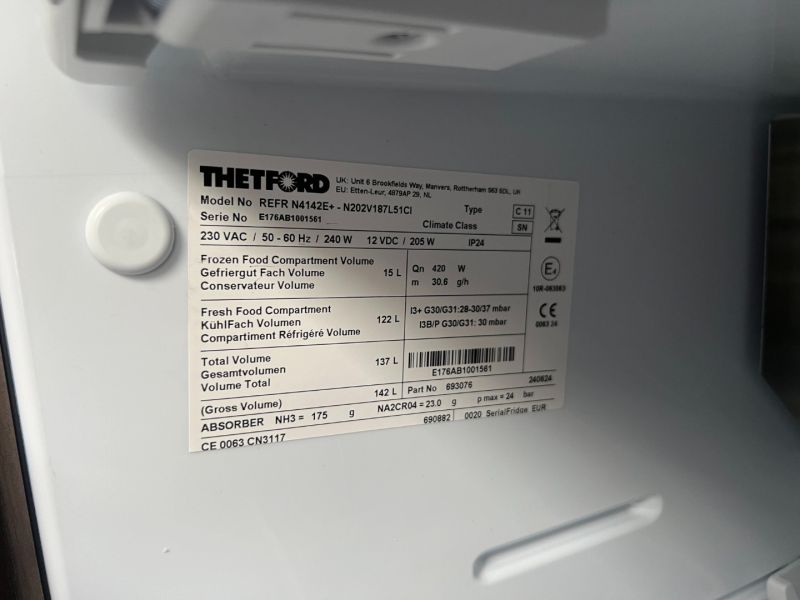 THETFORD
UK: Unit 6 Brookfields Way, Manvers, Rottherham S63 5DL, UK
EU: Etten-Leur, 4879AP 29, NL
Model No REFR N4142E+ - N202V187L51CI Type C 11
Serie No E176AB1001561 Climate Class SN
230 VAC / 50 - 60 Hz / 240 W 12 VDC / 205 W IP24
Frozen Food Compartment Volume
Gefriergut Fach Volume 15 L
Conservateur Volume
Qn 420 W
m 30.6 g/h
E4
10R-063063
Fresh Food Compartment
KühlFach Volumen 122 L
Compartiment Réfrigéré Volume
I3+ G30/G31:28-30/37 mbar
I3B/P G30/G31: 30 mbar
CE
0063 24
Total Volume
Gesamtvolumen 137 L
Volume Total
E176AB1001561
(Gross Volume) 142 L
Part No 693076 240624
ABSORBER NH3 = 175 g NA2CR04 = 23.0 g p max = 24 bar
CE 0063 CN3117 690882 0020 SerialFridge EUR